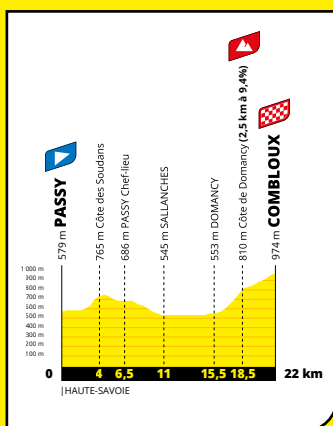 579 m PASSY
765 m Côte des Soudans
686 m PASSY Chef-lieu
545 m SALLANCHES
553 m DOMANCY
810 m Côte de Domancy (2,5 km à 9,4%)
974 m COMBLOUX
1 000 m
900 m
800 m
700 m
600 m
500 m
400 m
300 m
200 m
100 m
0 4 6,5 11 15,5 18,5 22 km
|HAUTE-SAVOIE